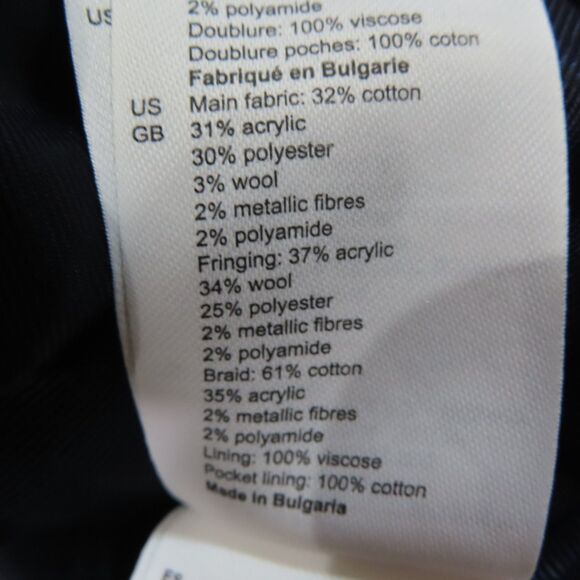 US
2% polyamide
Doublure: 100% viscose
Doublure poches: 100% coton
Fabriqué en Bulgarie
US Main fabric: 32% cotton
GB 31% acrylic
30% polyester
3% wool
2% metallic fibres
2% polyamide
Fringing: 37% acrylic
34% wool
25% polyester
2% metallic fibres
2% polyamide
Braid: 61% cotton
35% acrylic
2% metallic fibres
2% polyamide
Lining: 100% viscose
Pocket lining: 100% cotton
Made in Bulgaria
ES